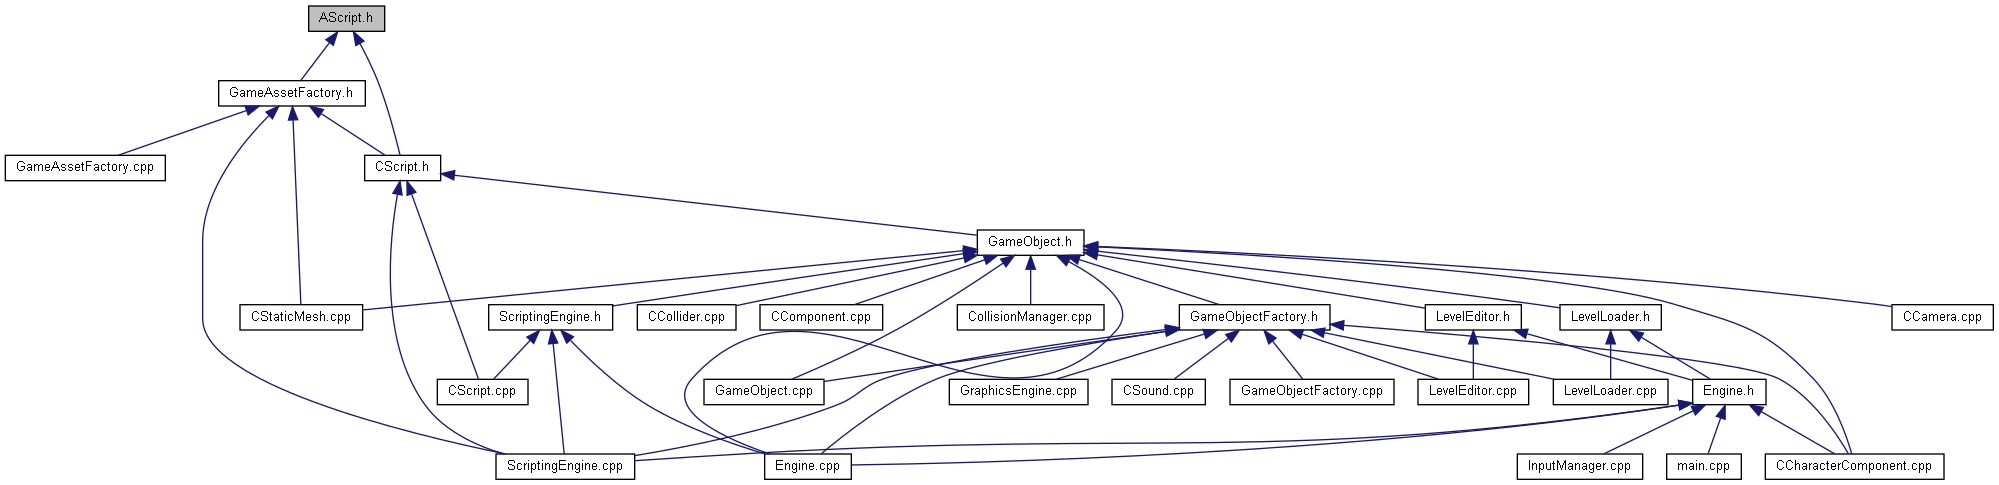 AScript.h
GameAssetFactory.h
GameAssetFactory.cpp
CScript.h
GameObject.h
CStaticMesh.cpp
ScriptingEngine.h
CCollider.cpp
CComponent.cpp
CollisionManager.cpp
GameObjectFactory.h
LevelEditor.h
LevelLoader.h
CCamera.cpp
CScript.cpp
GameObject.cpp
GraphicsEngine.cpp
CSound.cpp
GameObjectFactory.cpp
LevelEditor.cpp
LevelLoader.cpp
Engine.h
ScriptingEngine.cpp
Engine.cpp
InputManager.cpp
main.cpp
CCharacterComponent.cpp